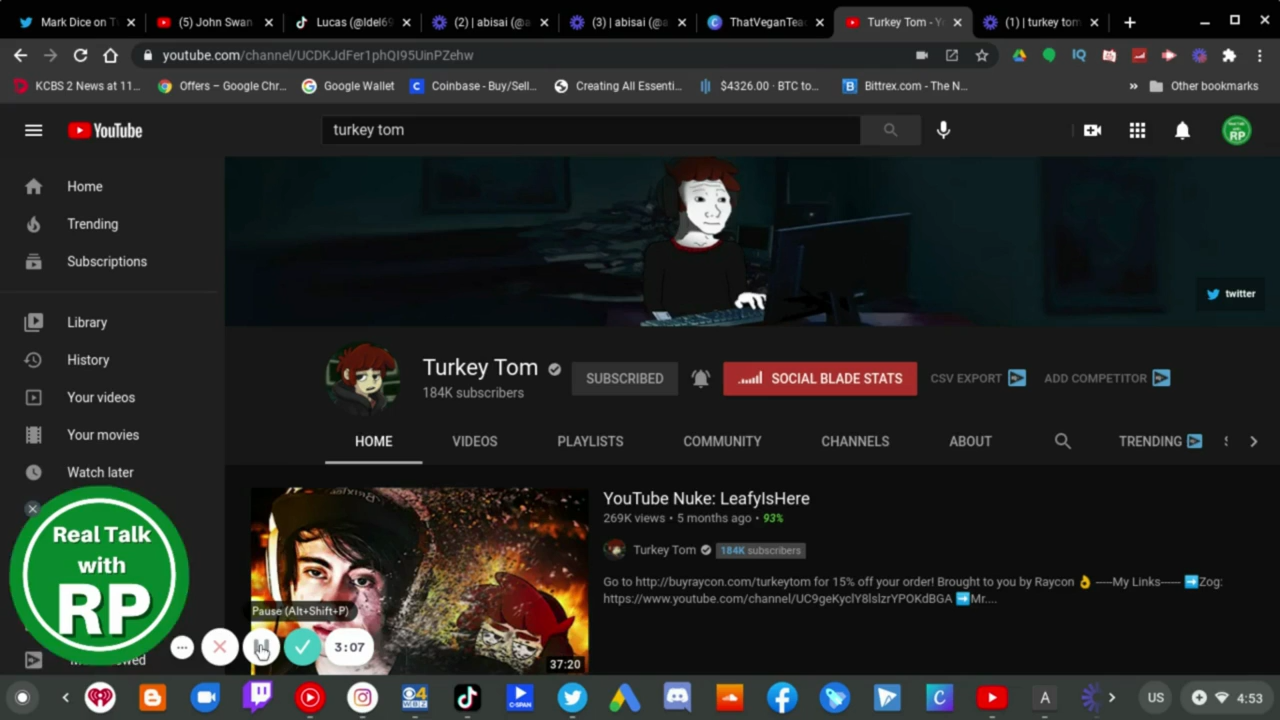 Mark Dice on T
(5) John Swan
Lucas (@ldel69
(2) | abisai (@a
(3) | abisai (@a
ThatVeganTea
Turkey Tom - Y
(1) | turkey tom
youtube.com/channel/UCDKJdFer1phQI95UinPZehw
KCBS 2 News at 11...
Offers – Google Chr...
Google Wallet
Coinbase - Buy/Sell...
Creating All Essenti...
$4326.00 · BTC to...
Bittrex.com - The N...
» Other bookmarks
YouTube
turkey tom
RP
Home
Trending
Subscriptions
Library
History
Your videos
Your movies
Watch later
twitter
Turkey Tom
184K subscribers
SUBSCRIBED
SOCIAL BLADE STATS
CSV EXPORT
ADD COMPETITOR
HOME
VIDEOS
PLAYLISTS
COMMUNITY
CHANNELS
ABOUT
TRENDING
YouTube Nuke: LeafyIsHere
269K views • 5 months ago • 93%
Turkey Tom 184K subscribers
Go to http://buyraycon.com/turkeytom for 15% off your order! Brought to you by Raycon 👌 -----My Links------ ➡️Zog:
https://www.youtube.com/channel/UC9geKyclY8lslzrYPOKdBGA ➡️Mr....
37:20
Real Talk
with
RP
Pause (Alt+Shift+P)
3:07
US
4:53